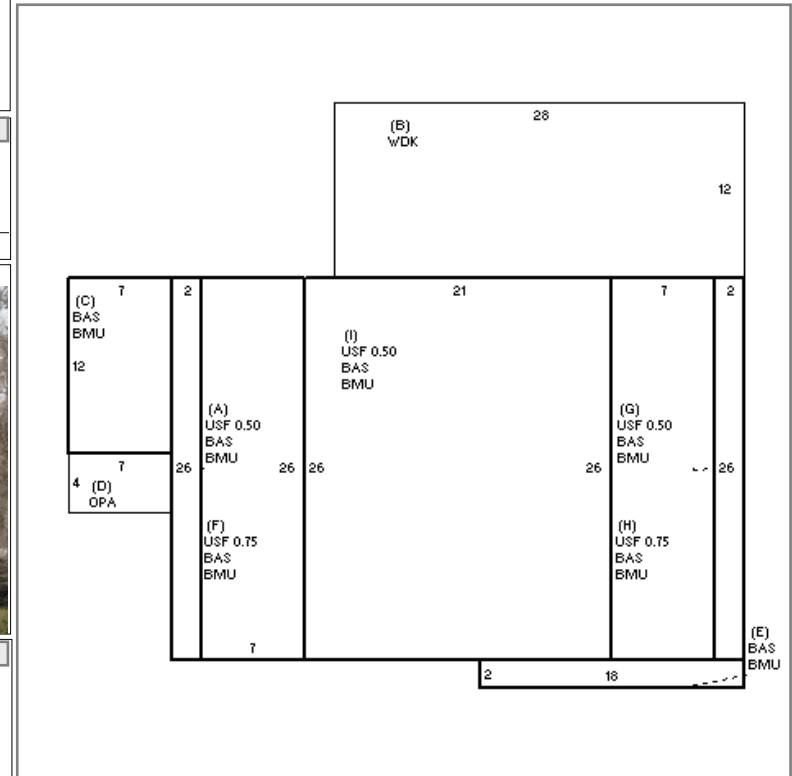 28
(B)
WDK
12
7
2
21
7
2
(C)
BAS
BMU
12
(I)
USF 0.50
BAS
BMU
(A)
USF 0.50
BAS
BMU
(G)
USF 0.50
BAS
BMU
7
4
(D)
OPA
26
26
26
26
26
(F)
USF 0.75
BAS
BMU
(H)
USF 0.75
BAS
BMU
7
(E)
BAS
BMU
2
18